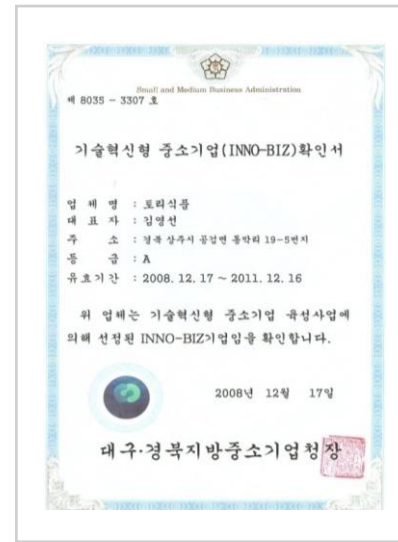 Small and Medium Business Administration
제 8035 - 3307 호
기술혁신형 중소기업(INNO-BIZ)확인서
업 체 명 : 토리식품
대 표 자 : 김영선
주 소 : 경북 상주시 공검면 동막리 19-5번지
등 급 : A
유효기간 : 2008. 12. 17 ~ 2011. 12. 16
위 업체는 기술혁신형 중소기업 육성사업에
의해 선정된 INNO-BIZ기업임을 확인합니다.
2008년 12월 17일
대구·경북지방중소기업청장